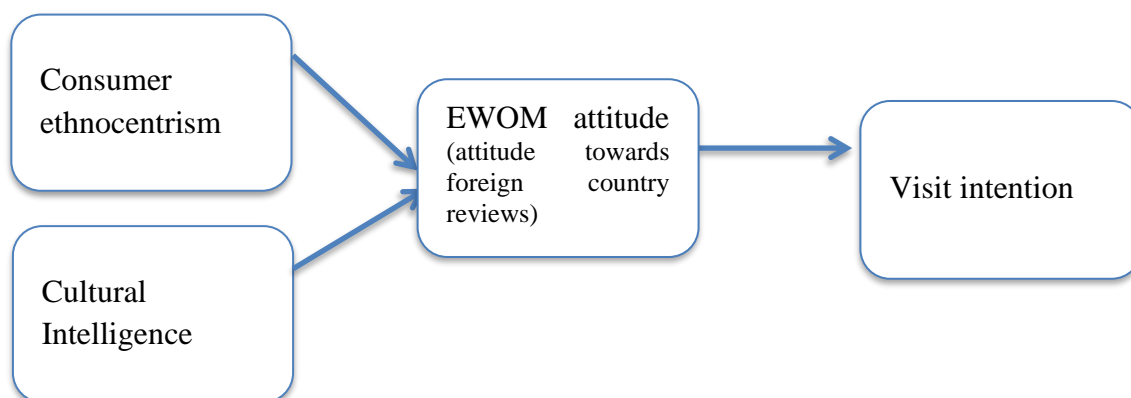 Consumer
ethnocentrism
EWOM attitude
(attitude towards
foreign country
reviews)
Visit intention
Cultural
Intelligence